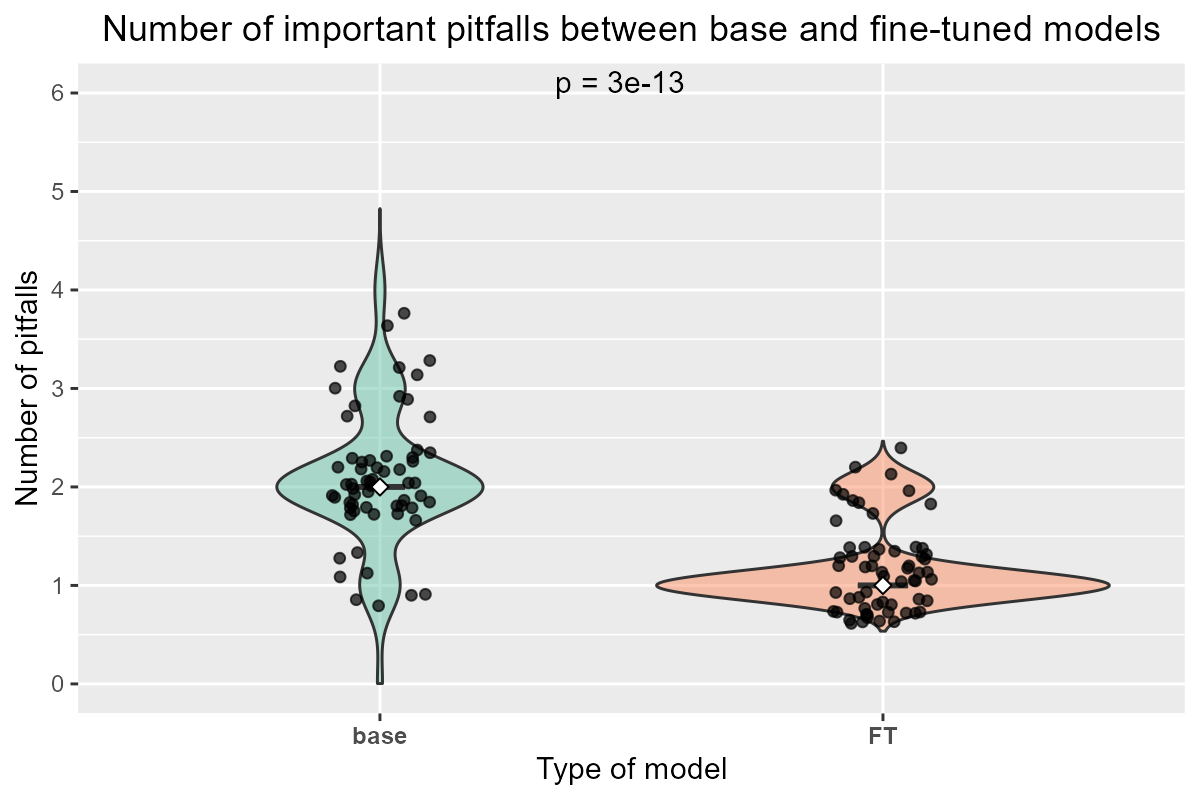 Number of important pitfalls between base and fine-tuned models
p = 3e-13
6
5
4
3
2
1
0
Number of pitfalls
base
FT
Type of model